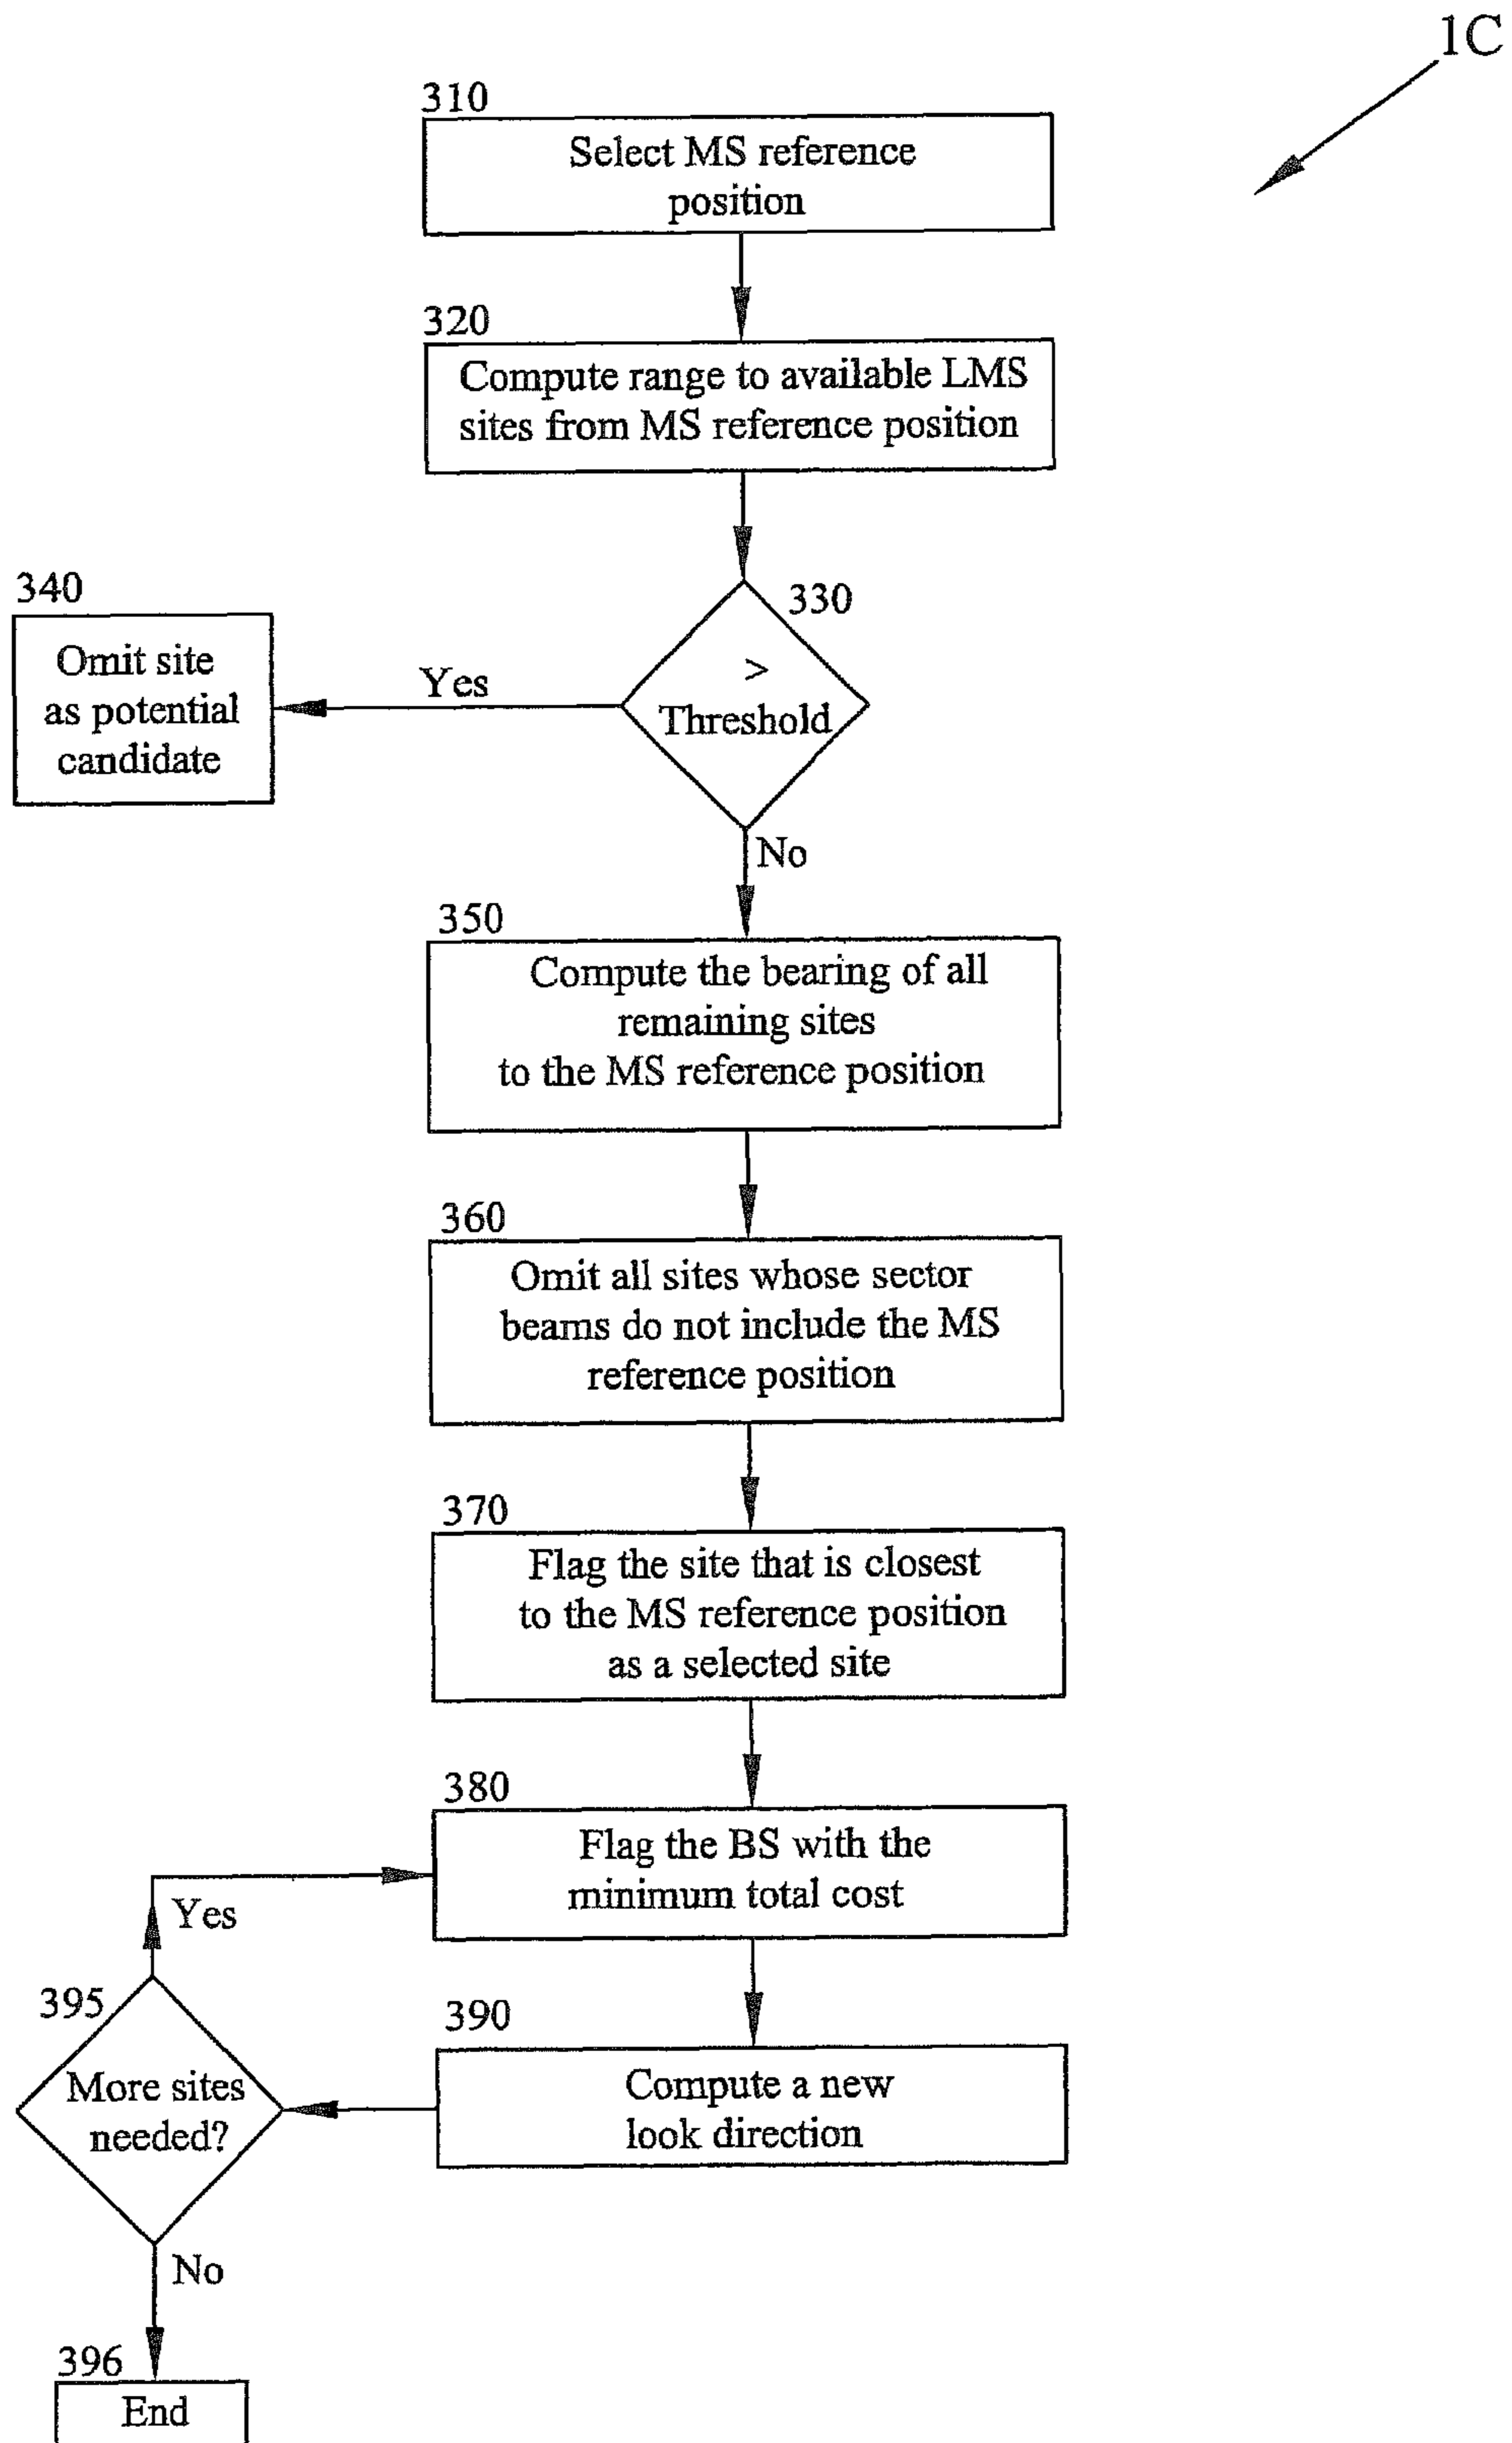 1C
310
Select MS reference
position
320
Compute range to available LMS
sites from MS reference position
330
>
Threshold
Yes
340
Omit site
as potential
candidate
No
350
Compute the bearing of all
remaining sites
to the MS reference position
360
Omit all sites whose sector
beams do not include the MS
reference position
370
Flag the site that is closest
to the MS reference position
as a selected site
380
Flag the BS with the
minimum total cost
390
Compute a new
look direction
395
More sites
needed?
Yes
No
396
End